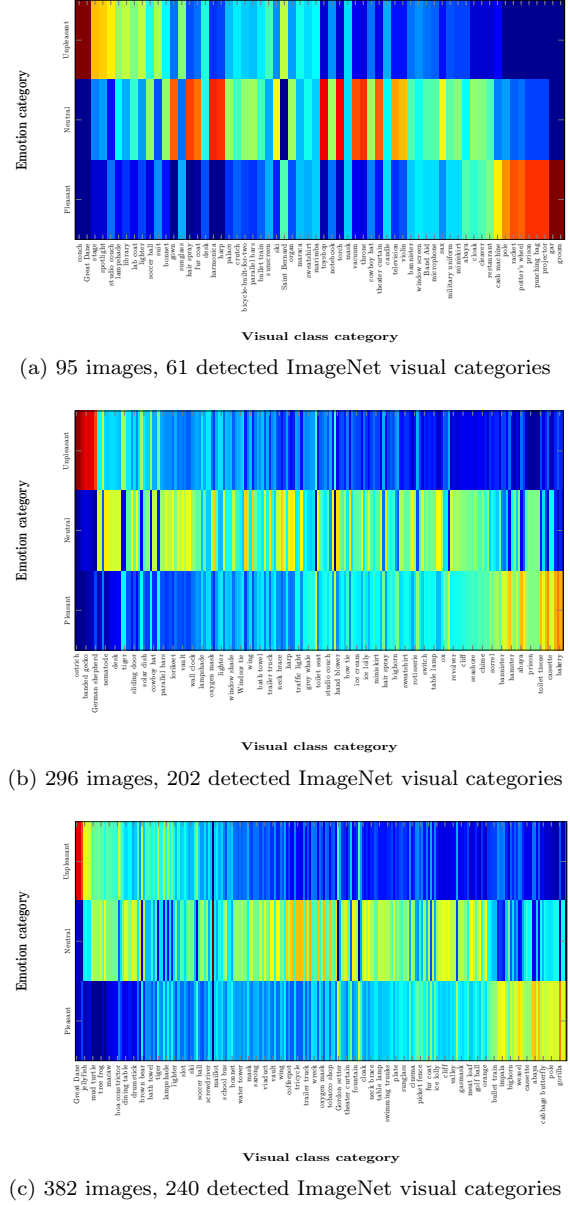 Unpleasant
Neutral
Pleasant
Emotion category
couch
Great Dane
stage
spotlight
studio couch
lampshade
library
lab coat
lighter
soccer ball
suit
bonnet
gown
sunglass
hair spray
fur coat
desk
harmonica
harp
palace
crutch
bicycle-built-for-two
parallel bars
bullet train
sunscreen
ski
Saint Bernard
organ
maraca
sweatshirt
marimba
toyshop
notebook
torch
mask
vacuum
throne
cowboy hat
theater curtain
candle
television
violin
bannister
window screen
Band Aid
microphone
sax
military uniform
miniskirt
abaya
cloak
cleaver
restaurant
cash machine
pole
racket
potter's wheel
prison
punching bag
projector
gar
groom
Visual class category
(a) 95 images, 61 detected ImageNet visual categories
Unpleasant
Neutral
Pleasant
Emotion category
ostrich
banded gecko
German shepherd
nematode
desk
tiger
sliding door
solar dish
cowboy hat
parallel bars
lorikeet
vault
wall clock
lampshade
oxygen mask
lighter
window shade
Windsor tie
wing
bath towel
trailer truck
neck brace
harp
traffic light
grey whale
toilet seat
studio couch
hand blower
bow tie
ice cream
ice lolly
miniskirt
hair spray
bighorn
sweatshirt
rotisserie
switch
table lamp
ox
revolver
cliff
seashore
chime
sorrel
bannister
hamster
abaya
prison
toilet tissue
cassette
bakery
Visual class category
(b) 296 images, 202 detected ImageNet visual categories
Unpleasant
Neutral
Pleasant
Emotion category
Great Dane
jellyfish
mud turtle
tree frog
macaw
boa constrictor
dining table
drumstick
brown bear
bath towel
tiger
lampshade
lighter
slot
ski
soccer ball
screwdriver
maillot
school bus
bonnet
water tower
mask
sarong
viaduct
vault
wing
coffeepot
tricycle
trailer truck
wreck
oxygen mask
tobacco shop
Gordon setter
theater curtain
fountain
cloak
neck brace
table lamp
swimming trunks
plate
sunglass
cinema
picket fence
fur coat
ice lolly
cliff
valley
gasmask
meat loaf
golf ball
orange
bullet train
impala
bighorn
weasel
cassette
abaya
cabbage butterfly
pole
gorilla
Visual class category
(c) 382 images, 240 detected ImageNet visual categories